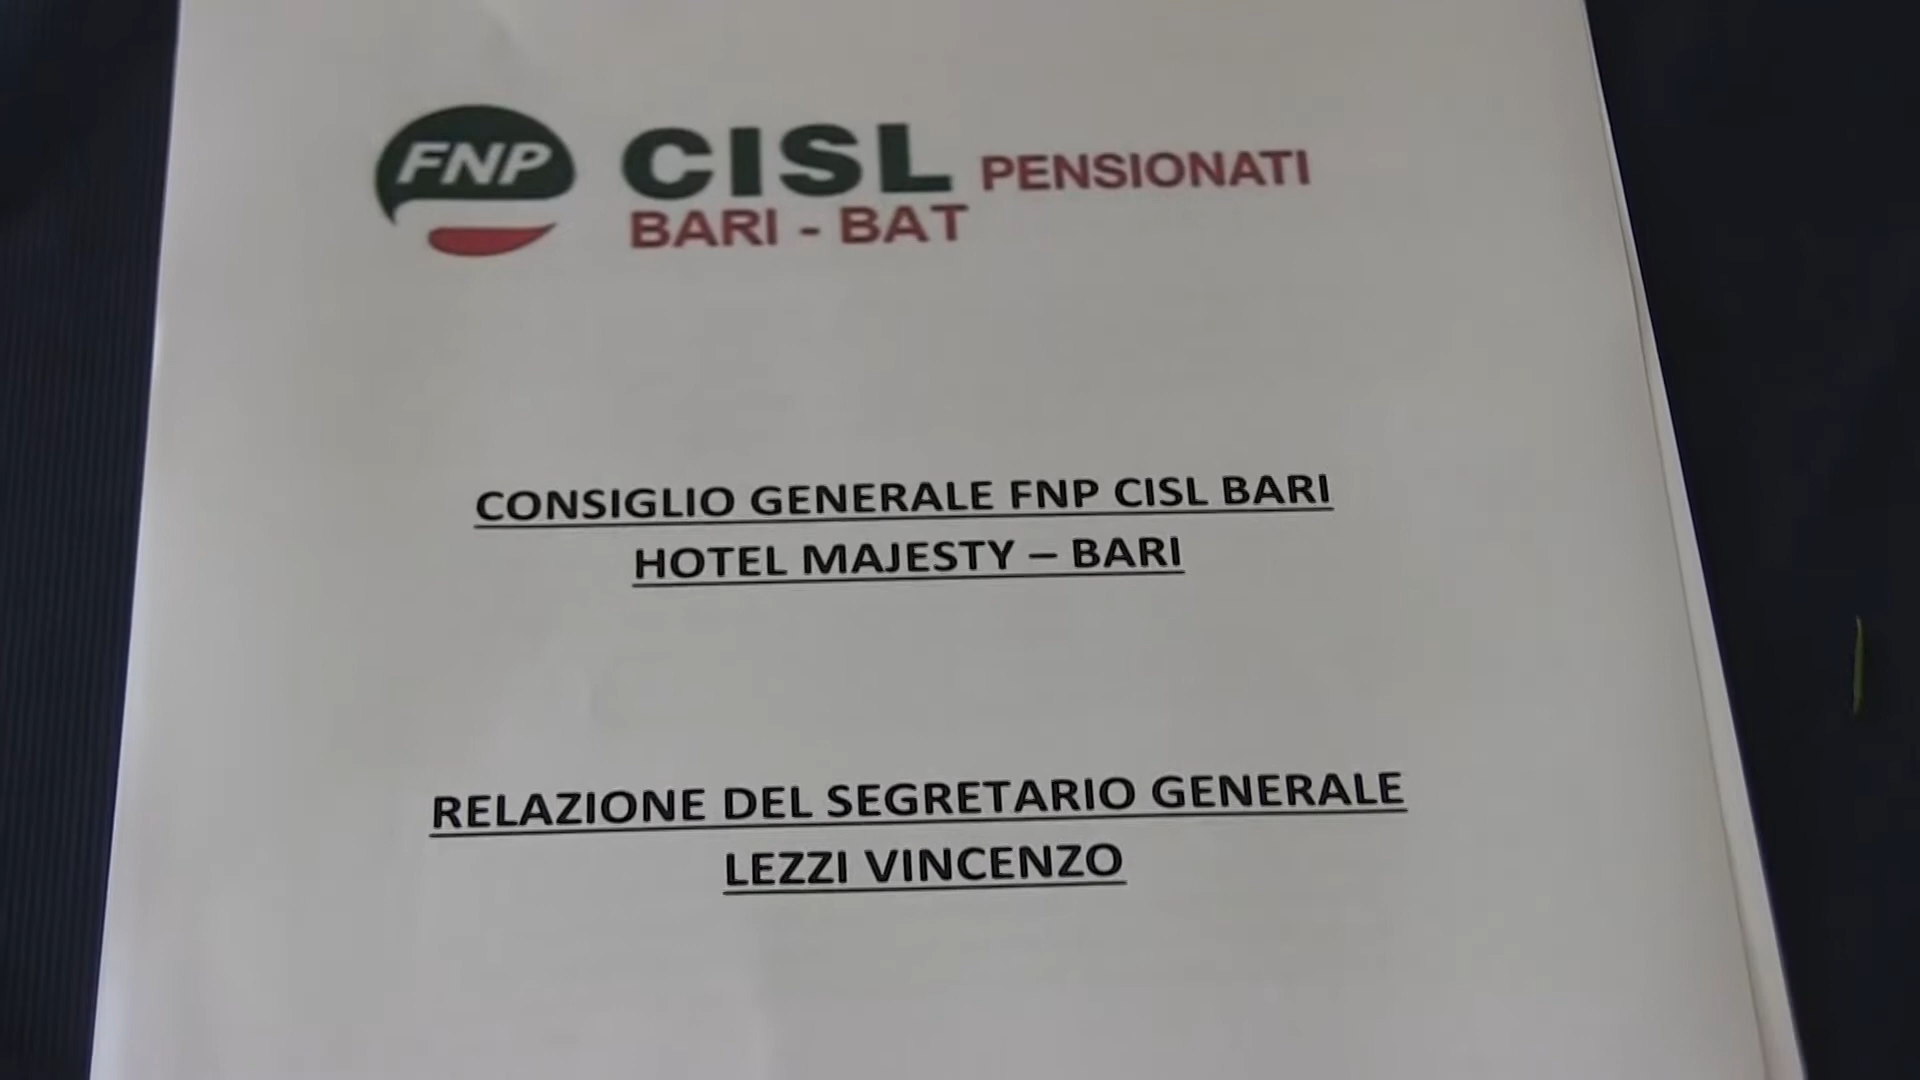 FNP CISL PENSIONATI
BARI - BAT
CONSIGLIO GENERALE FNP CISL BARI
HOTEL MAJESTY – BARI
RELAZIONE DEL SEGRETARIO GENERALE
LEZZI VINCENZO